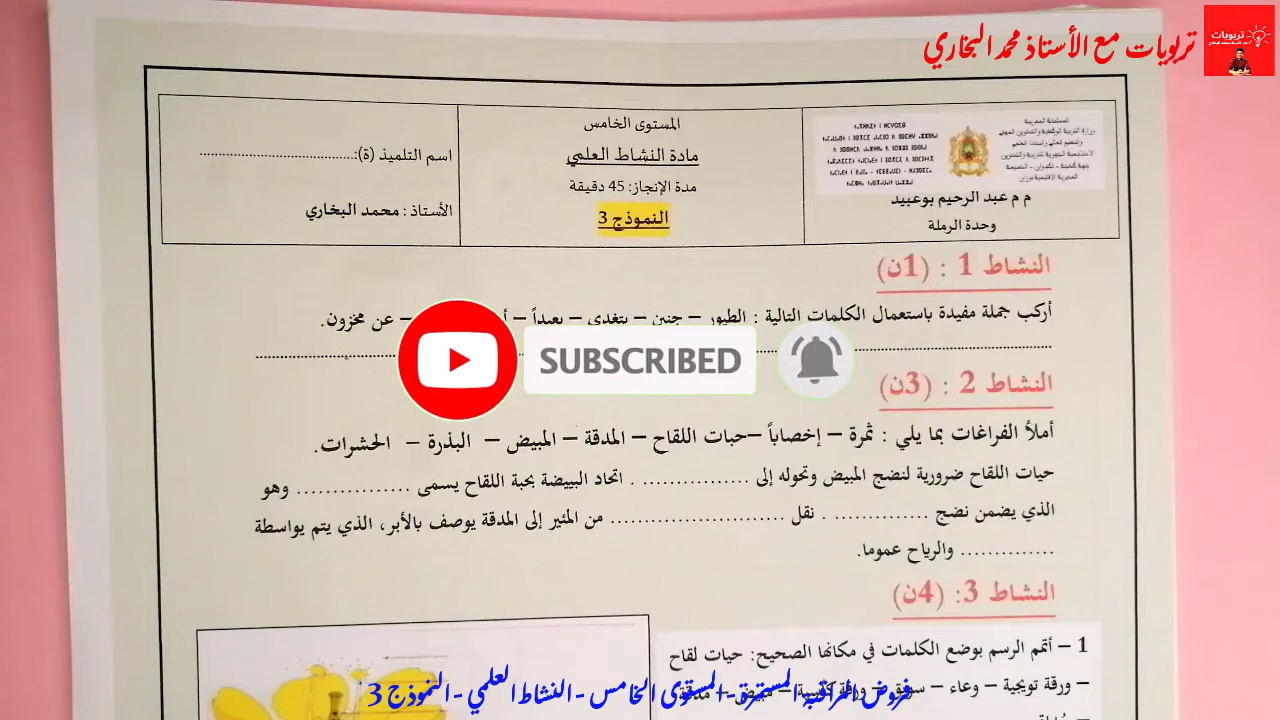 تربويات مع الأستاذ محمد البخاري
تربويات
المملكة المغربية
م م عبد الرحيم بوعبيد
وحدة الرملة
المستوى الخامس
مادة النشاط العلمي
مدة الإنجاز: 45 دقيقة
النموذج 3
اسم التلميذ (ة):........................................
الأستاذ : محمد البخاري
النشاط 1 : (1ن)
أركب جملة مفيدة باستعمال الكلمات التالية : الطيور – جنين – يتغذى – بعيداً – – عن مخزون.
SUBSCRIBED
النشاط 2 : (3ن)
أملأ الفراغات بما يلي : ثمرة – إخصاباً –حبات اللقاح – المدقة – المبيض – البذرة – الحشرات.
حيات اللقاح ضرورية لنضج المبيض وتحوله إلى ................ . اتحاد البييضة بحبة اللقاح يسمى ................. وهو
الذي يضمن نضج .............. . نقل .......................... من المئبر إلى المدقة يوصف بالأبر، الذي يتم بواسطة
.............. والرياح عموما.
النشاط 3: (4ن)
1 – أتمم الرسم بوضع الكلمات في مكانها الصحيح: حيات لقاح
– ورقة تويجية – وعاء –
فروض المراقبة المستمرة - المستوى الخامس - النشاط العلمي - النموذج 3